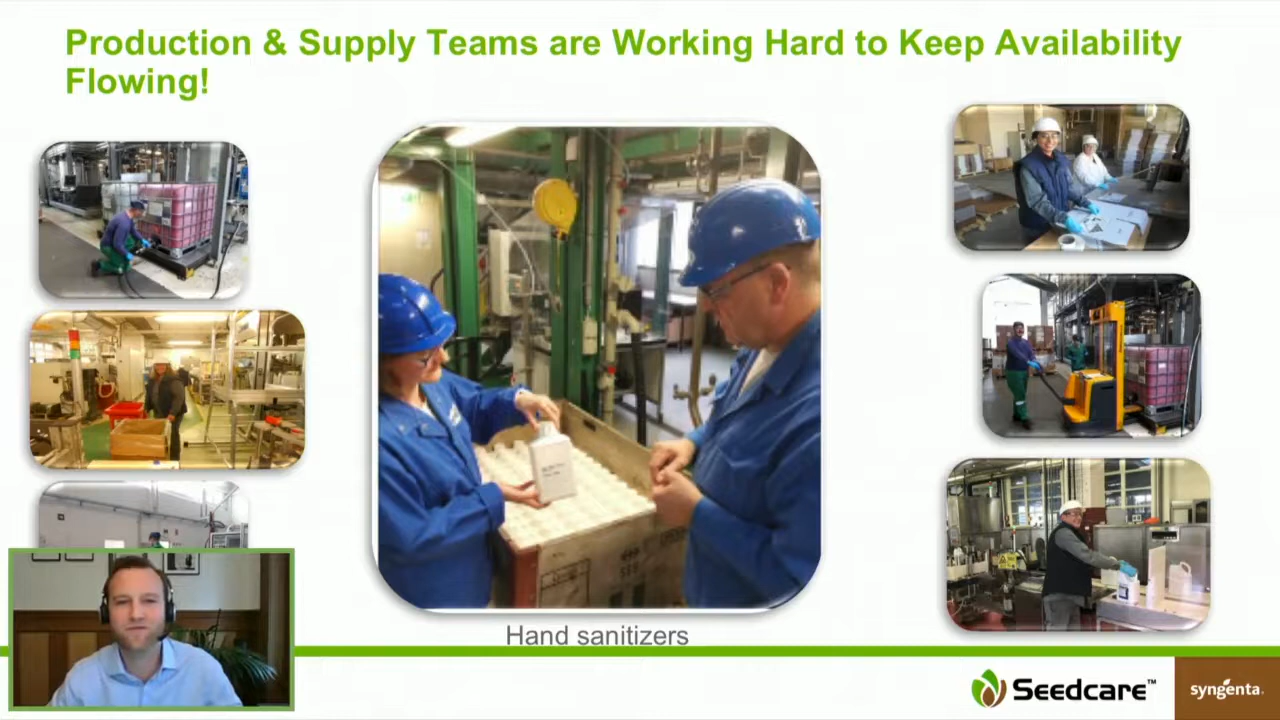 Production & Supply Teams are Working Hard to Keep Availability
Flowing!
Hand sanitizers
Seedcare™
syngenta